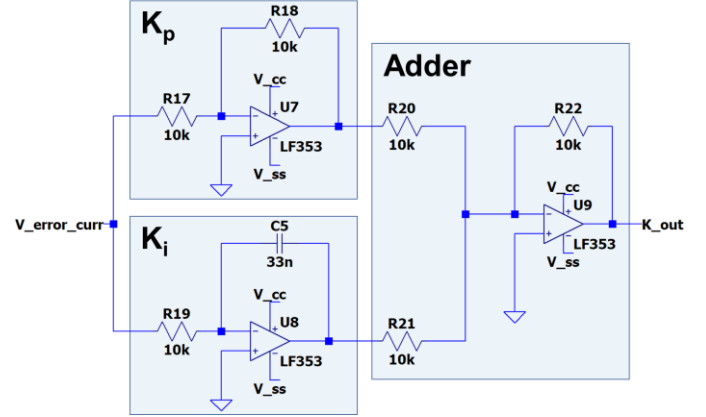 Kp
R18
10k
V_cc
R17
10k
U7
LF353
V_ss
Adder
R20
10k
R22
10k
V_cc
U9
LF353
V_ss
V_error_curr
K_out
Ki
C5
33n
V_cc
R19
10k
U8
LF353
V_ss
R21
10k